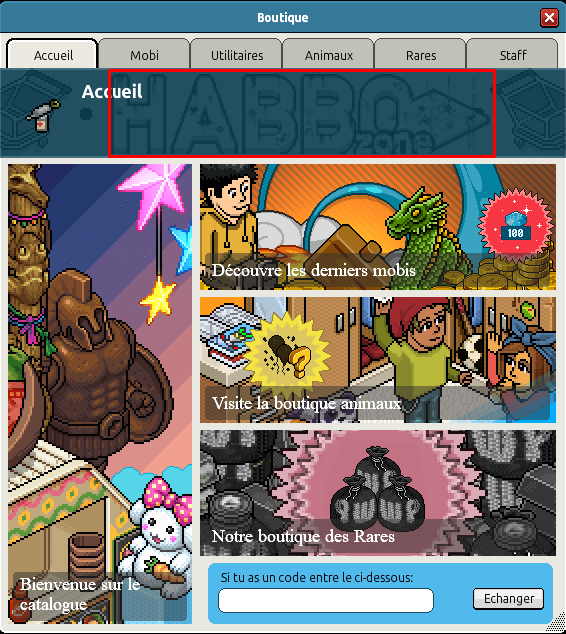 Boutique
Accueil
Mobi
Utilitaires
Animaux
Rares
Staff
Accueil
HABBO
zone
100
Découvre les derniers mobis
?
Visite la boutique animaux
Notre boutique des Rares
Bienvenue sur le
catalogue
Si tu as un code entre le ci-dessous:
Echanger